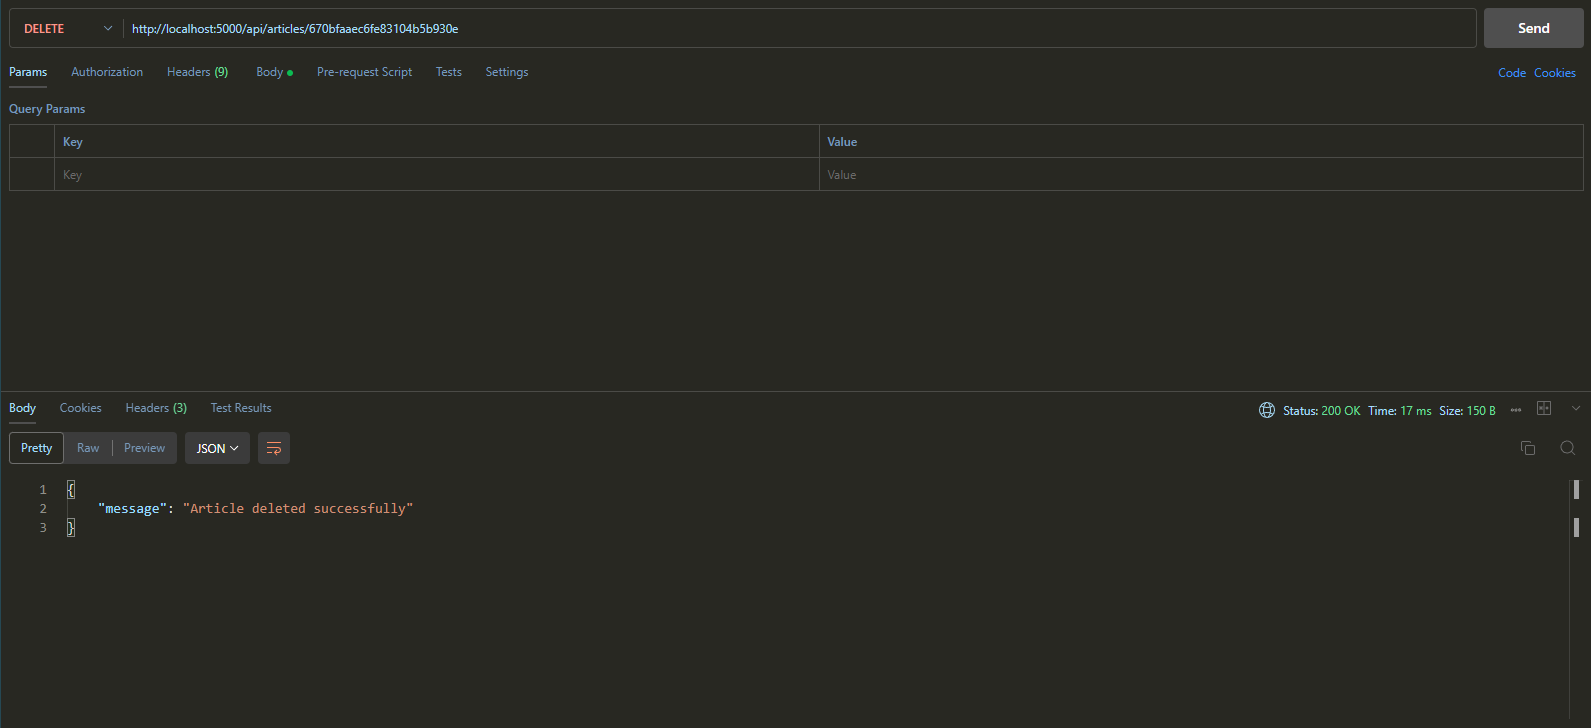 DELETE http://localhost:5000/api/articles/670bfaaec6fe83104b5b930e Send
Params Authorization Headers (9) Body Pre-request Script Tests Settings Code Cookies
Query Params
Key Value
Key Value
Body Cookies Headers (3) Test Results Status: 200 OK Time: 17 ms Size: 150 B
Pretty Raw Preview JSON
1 {
2 "message": "Article deleted successfully"
3 }